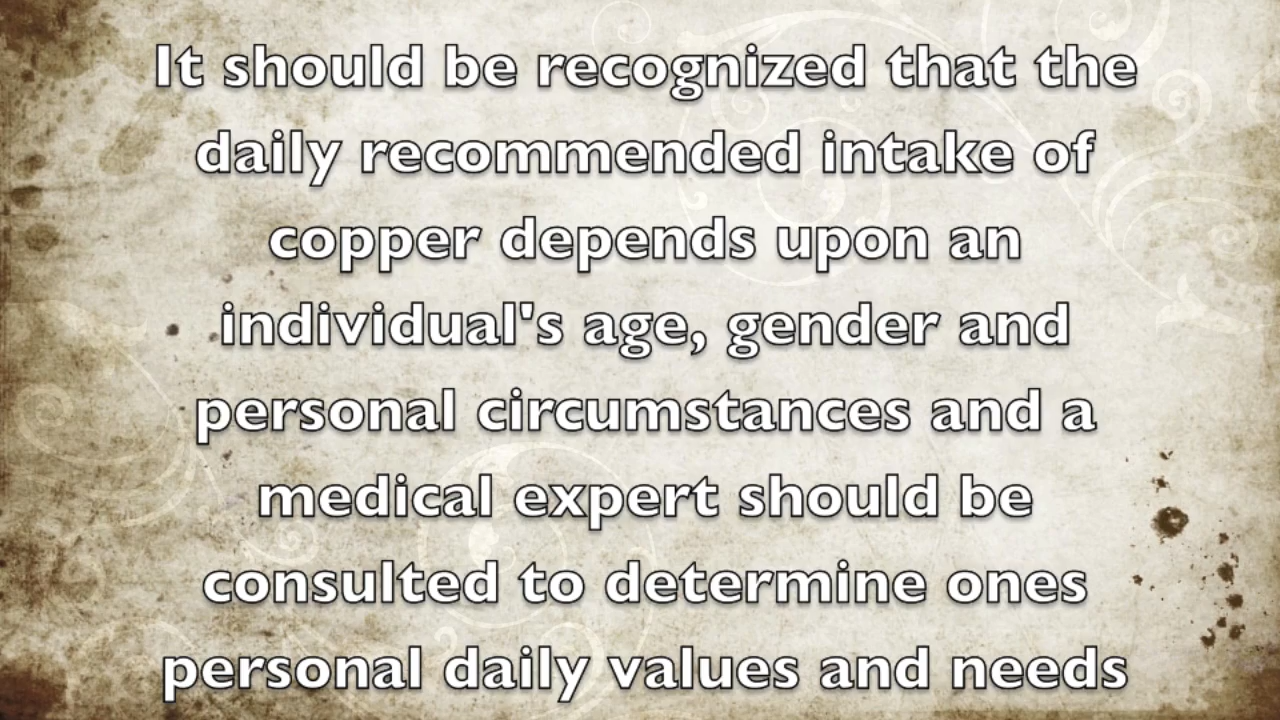 It should be recognized that the
daily recommended intake of
copper depends upon an
individual's age, gender and
personal circumstances and a
medical expert should be
consulted to determine ones
personal daily values and needs